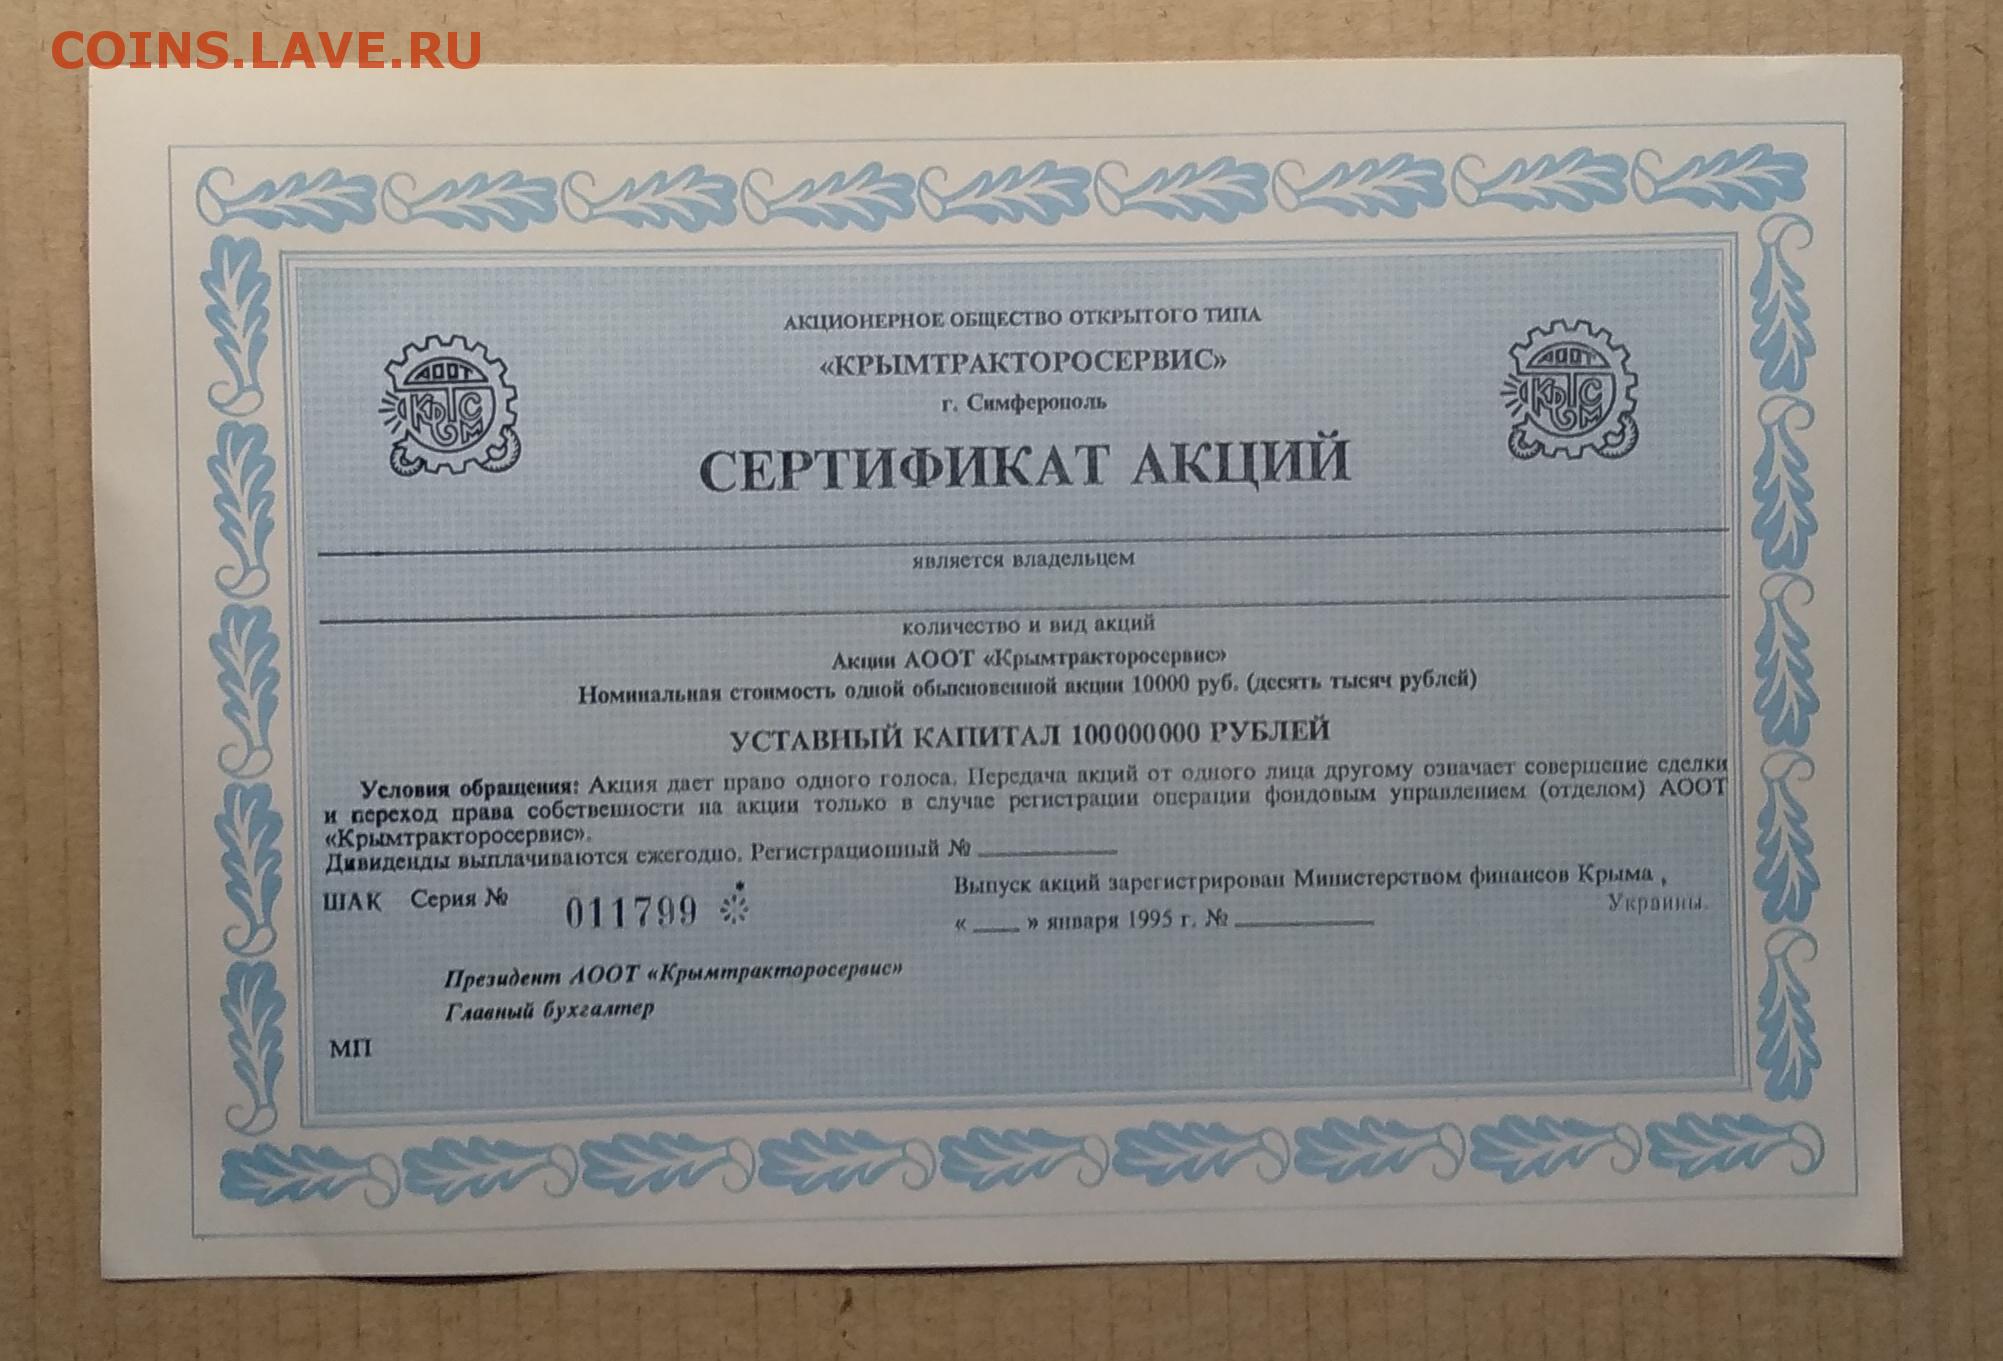 COINS.LAVE.RU
АКЦИОНЕРНОЕ ОБЩЕСТВО ОТКРЫТОГО ТИПА
«КРЫМТРАКТОРОСЕРВИС»
г. Симферополь
АООТ
АООТ
СЕРТИФИКАТ АКЦИЙ
является владельцем
количество и вид акций
Акции АООТ «Крымтракторосервис»
Номинальная стоимость одной обыкновенной акции 10000 руб. (десять тысяч рублей)
УСТАВНЫЙ КАПИТАЛ 100000000 РУБЛЕЙ
Условия обращения: Акция дает право одного голоса. Передача акций от одного лица другому означает совершение сделки
и переход права собственности на акции только в случае регистрации операции фондовым управлением (отделом) АООТ
«Крымтракторосервис».
Дивиденды выплачиваются ежегодно. Регистрационный № ____
ШАК Серия № 011799
Выпуск акций зарегистрирован Министерством финансов Крыма ,
Украины.
« ___ » января 1995 г. № ____
Президент АООТ «Крымтракторосервис»
Главный бухгалтер
МП